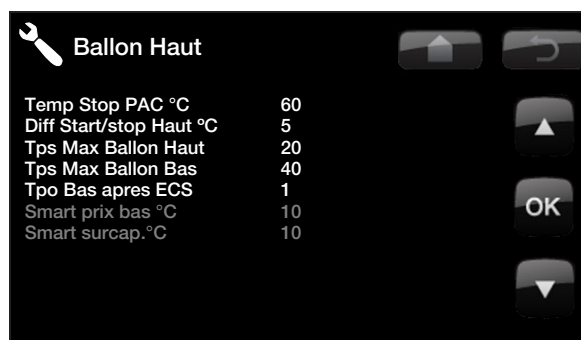 Ballon Haut
Temp Stop PAC °C 60
Diff Start/stop Haut ºC 5
Tps Max Ballon Haut 20
Tps Max Ballon Bas 40
Tpo Bas apres ECS 1
Smart prix bas °C 10
Smart surcap.°C 10
OK